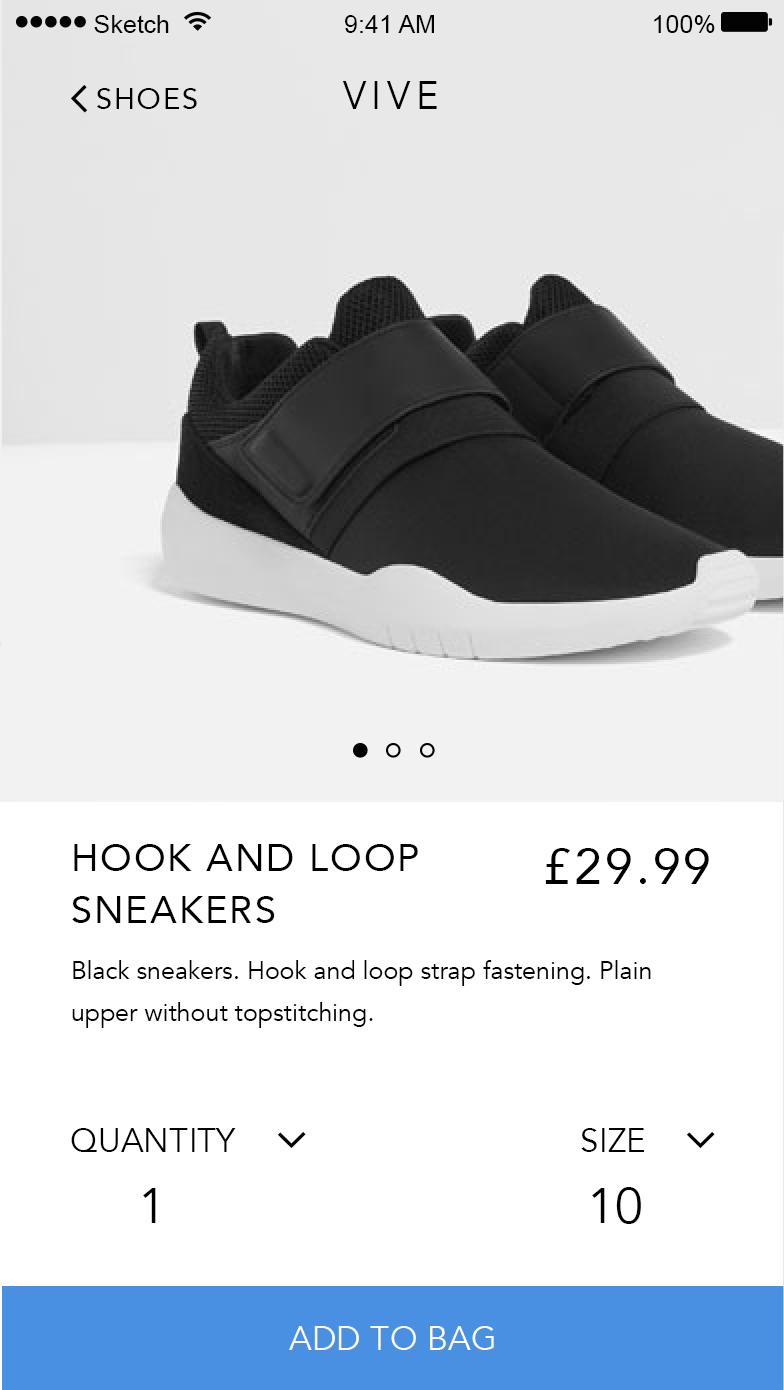 Sketch 9:41 AM 100%
SHOES VIVE
HOOK AND LOOP
SNEAKERS
£29.99
Black sneakers. Hook and loop strap fastening. Plain
upper without topstitching.
QUANTITY SIZE
1 10
ADD TO BAG